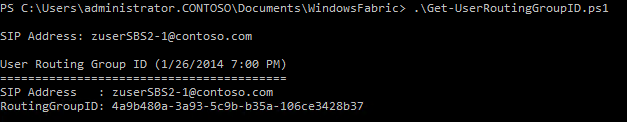 PS C:\Users\administrator.CONTOSO\Documents\WindowsFabric> .\Get-UserRoutingGroupID.ps1
SIP Address: zuserSBS2-1@contoso.com
User Routing Group ID (1/26/2014 7:00 PM)
=========================================
SIP Address   : zuserSBS2-1@contoso.com
RoutingGroupID: 4a9b480a-3a93-5c9b-b35a-106ce3428b37